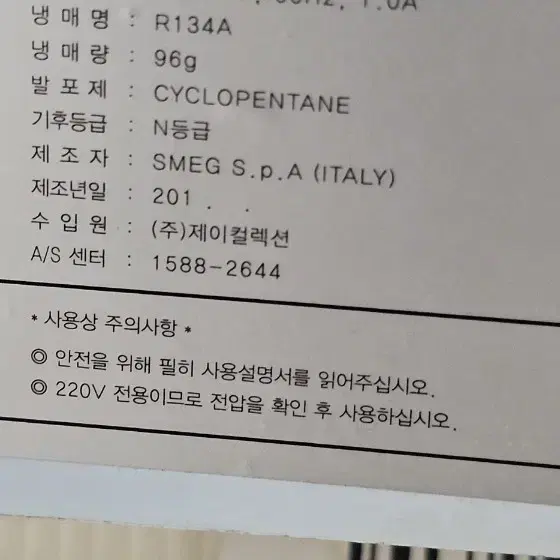 1.0A
냉 매 명 : R134A
냉 매 량 : 96g
발 포 제 : CYCLOPENTANE
기후등급 : N등급
제 조 자 : SMEG S.p.A (ITALY)
제조년일 : 201 . .
수 입 원 : (주)제이컬렉션
A/S 센터 : 1588-2644
* 사용상 주의사항 *
◎ 안전을 위해 필히 사용설명서를 읽어주십시오.
◎ 220V 전용이므로 전압을 확인 후 사용하십시오.